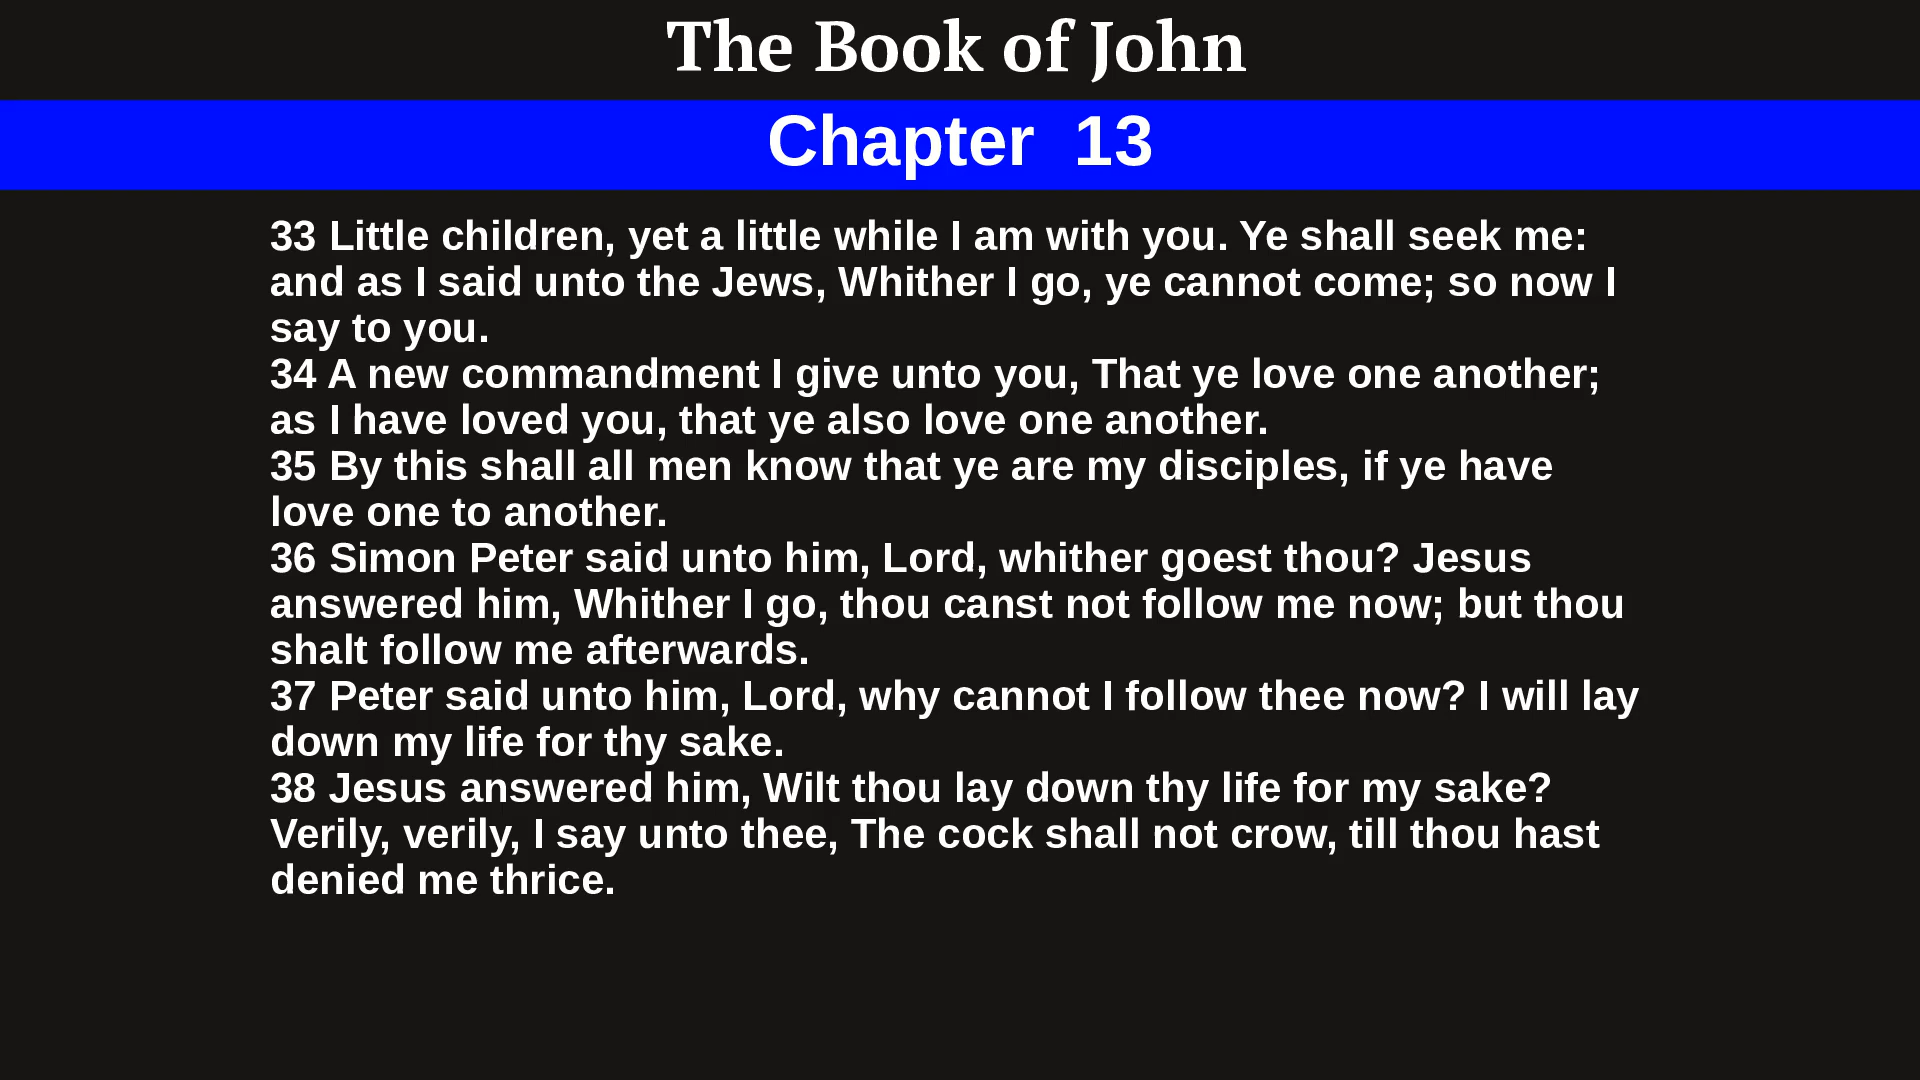 The Book of John
Chapter 13
33 Little children, yet a little while I am with you. Ye shall seek me:
and as I said unto the Jews, Whither I go, ye cannot come; so now I
say to you.
34 A new commandment I give unto you, That ye love one another;
as I have loved you, that ye also love one another.
35 By this shall all men know that ye are my disciples, if ye have
love one to another.
36 Simon Peter said unto him, Lord, whither goest thou? Jesus
answered him, Whither I go, thou canst not follow me now; but thou
shalt follow me afterwards.
37 Peter said unto him, Lord, why cannot I follow thee now? I will lay
down my life for thy sake.
38 Jesus answered him, Wilt thou lay down thy life for my sake?
Verily, verily, I say unto thee, The cock shall not crow, till thou hast
denied me thrice.